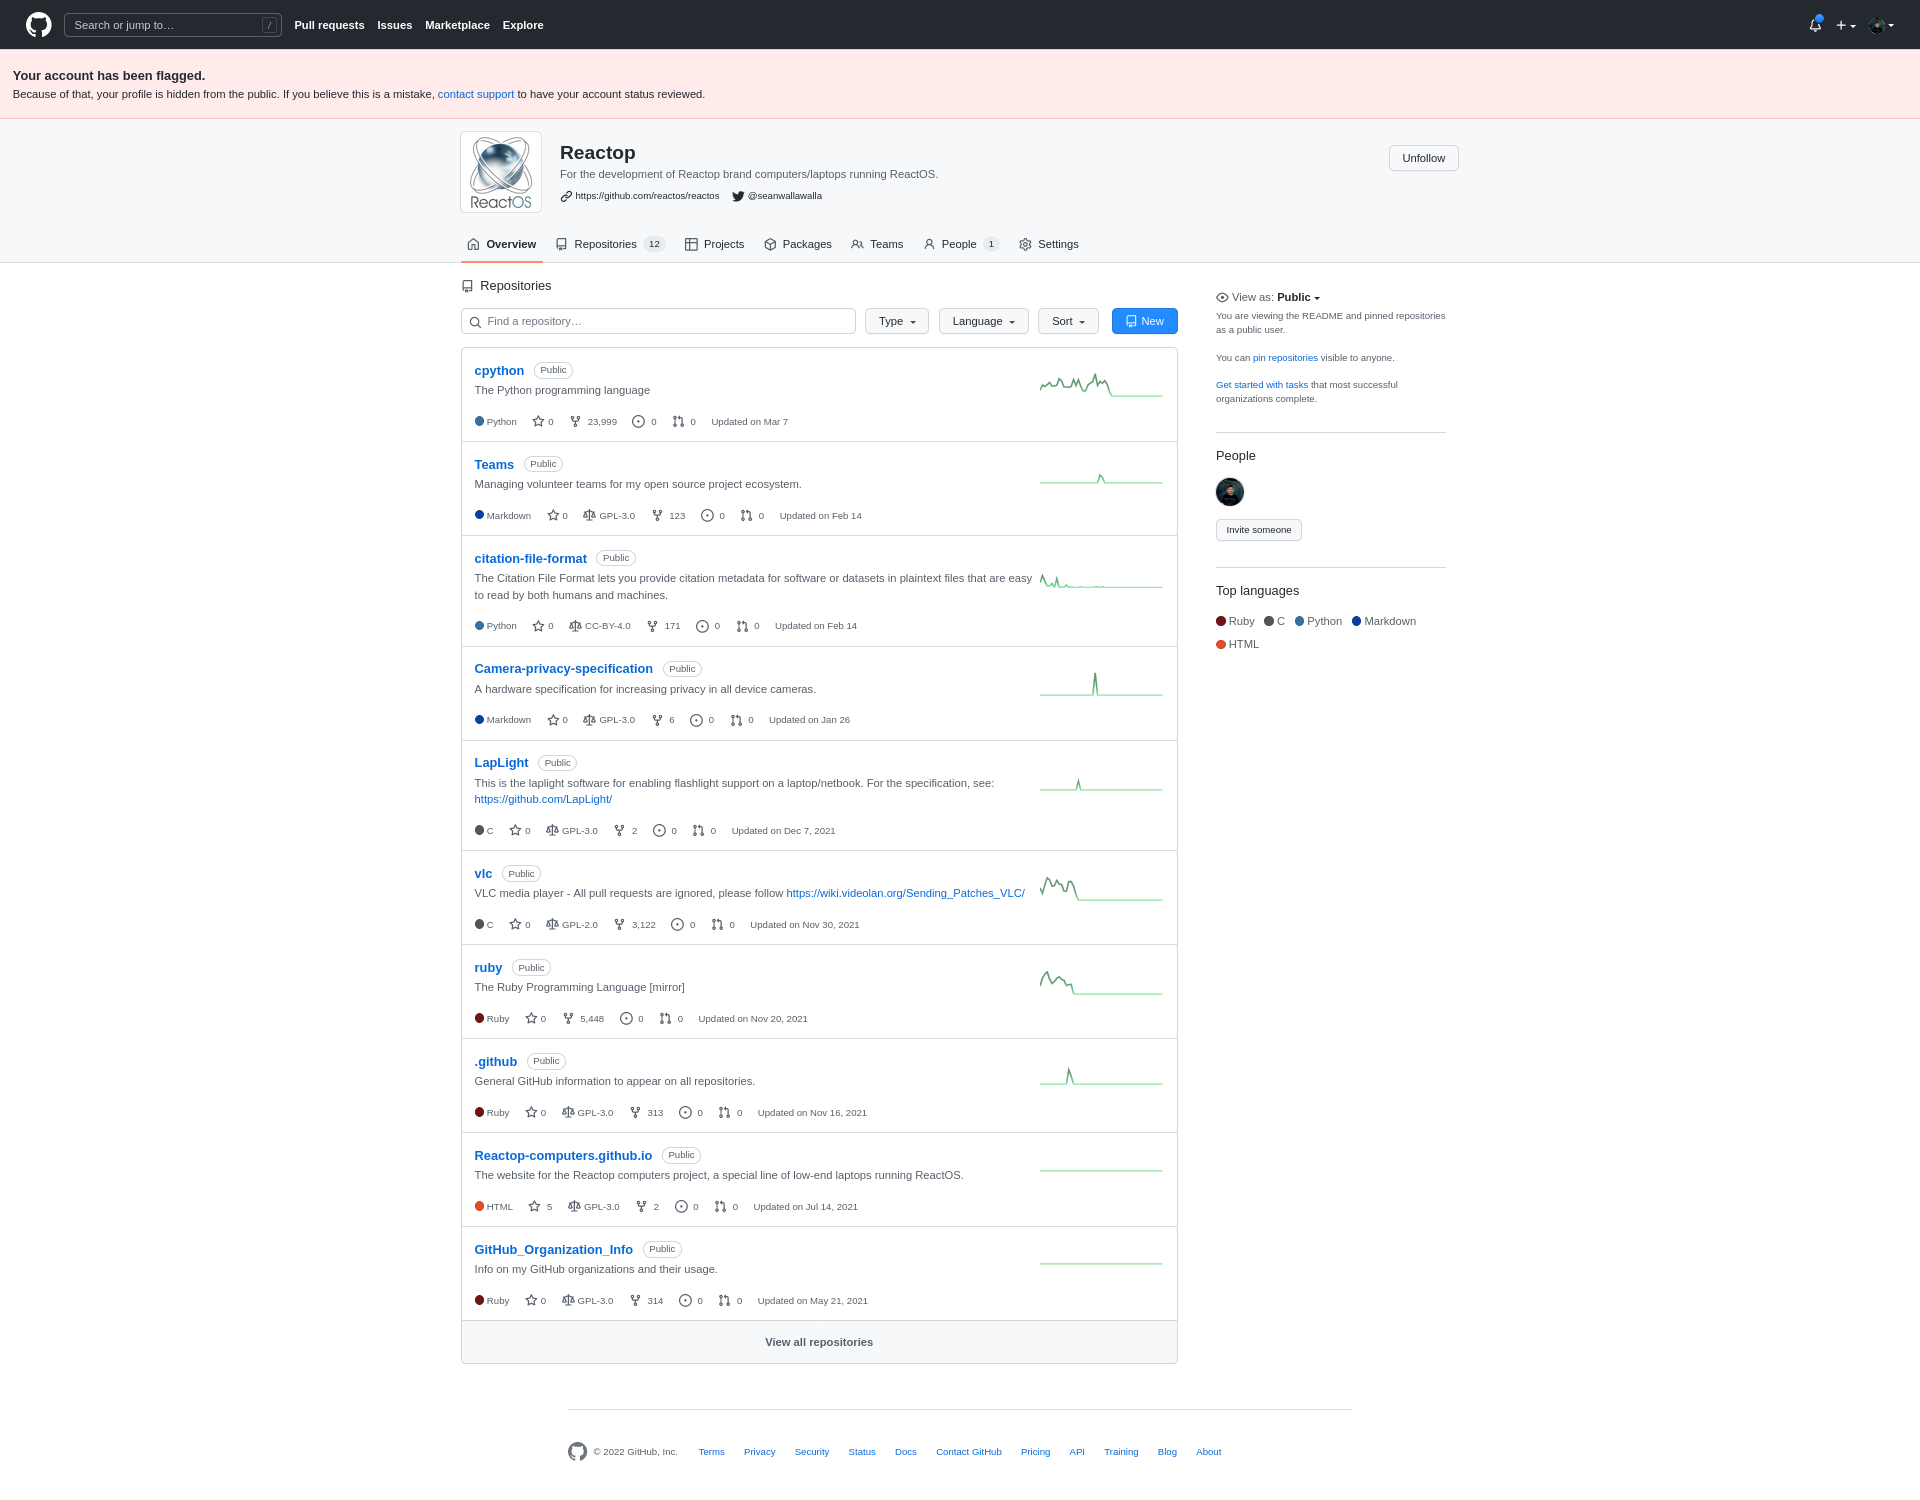 Search or jump to… /
Pull requests Issues Marketplace Explore
Your account has been flagged.
Because of that, your profile is hidden from the public. If you believe this is a mistake, contact support to have your account status reviewed.
ReactOS
Reactop
For the development of Reactop brand computers/laptops running ReactOS.
https://github.com/reactos/reactos @seanwallawalla
Unfollow
Overview Repositories 12 Projects Packages Teams People 1 Settings
Repositories
Find a repository… Type Language Sort New
cpython Public
The Python programming language
Python 0 23,999 0 0 Updated on Mar 7
Teams Public
Managing volunteer teams for my open source project ecosystem.
Markdown 0 GPL-3.0 123 0 0 Updated on Feb 14
citation-file-format Public
The Citation File Format lets you provide citation metadata for software or datasets in plaintext files that are easy
to read by both humans and machines.
Python 0 CC-BY-4.0 171 0 0 Updated on Feb 14
Camera-privacy-specification Public
A hardware specification for increasing privacy in all device cameras.
Markdown 0 GPL-3.0 6 0 0 Updated on Jan 26
LapLight Public
This is the laplight software for enabling flashlight support on a laptop/netbook. For the specification, see:
https://github.com/LapLight/
C 0 GPL-3.0 2 0 0 Updated on Dec 7, 2021
vlc Public
VLC media player - All pull requests are ignored, please follow https://wiki.videolan.org/Sending_Patches_VLC/
C 0 GPL-2.0 3,122 0 0 Updated on Nov 30, 2021
ruby Public
The Ruby Programming Language [mirror]
Ruby 0 5,448 0 0 Updated on Nov 20, 2021
.github Public
General GitHub information to appear on all repositories.
Ruby 0 GPL-3.0 313 0 0 Updated on Nov 16, 2021
Reactop-computers.github.io Public
The website for the Reactop computers project, a special line of low-end laptops running ReactOS.
HTML 5 GPL-3.0 2 0 0 Updated on Jul 14, 2021
GitHub_Organization_Info Public
Info on my GitHub organizations and their usage.
Ruby 0 GPL-3.0 314 0 0 Updated on May 21, 2021
View all repositories
View as: Public
You are viewing the README and pinned repositories
as a public user.
You can pin repositories visible to anyone.
Get started with tasks that most successful
organizations complete.
People
Invite someone
Top languages
Ruby C Python Markdown
HTML
© 2022 GitHub, Inc. Terms Privacy Security Status Docs Contact GitHub Pricing API Training Blog About